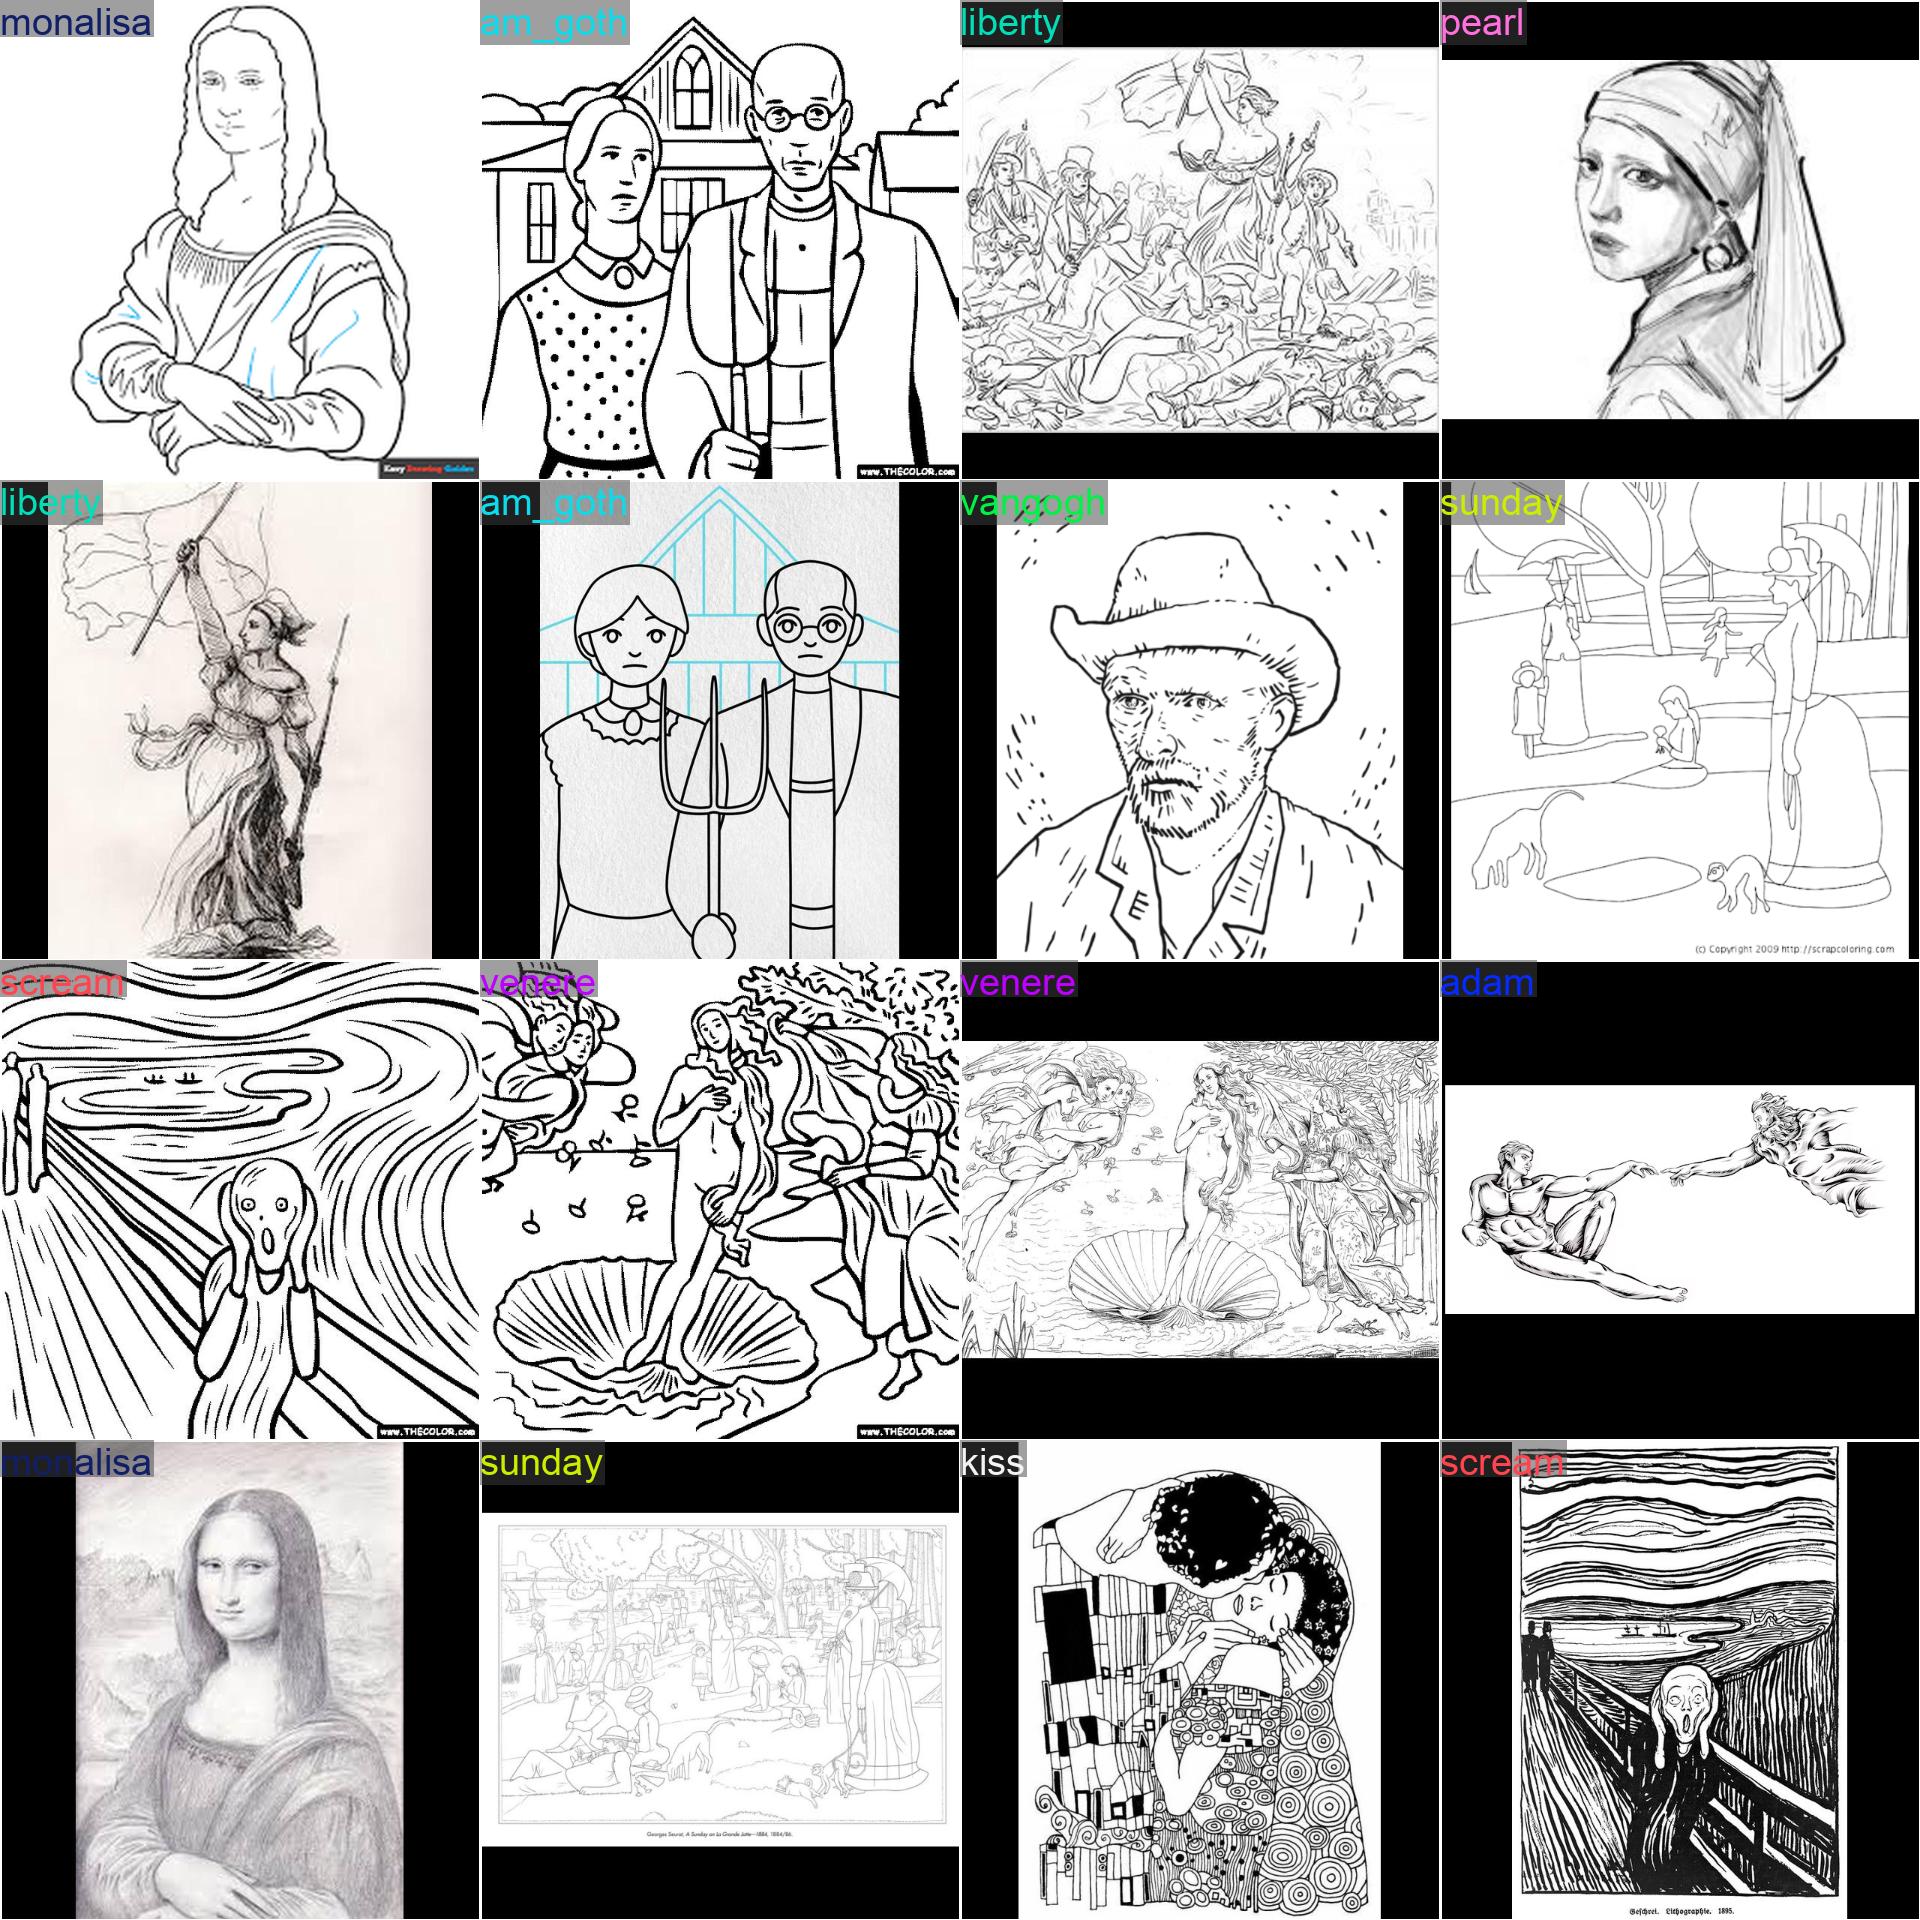 monalisa
am_goth
liberty
pearl
Easy Drawing Guides
www.THECOLOR.com
liberty
am_goth
vangogh
sunday
(c) Copyright 2009 http://scrapcoloring.com
scream
venere
venere
adam
www.THECOLOR.com
www.THECOLOR.com
monalisa
sunday
kiss
scream
Georges Seurat, A Sunday on La Grande Jatte—1884, 1884/86.
Geschrei. Lithographie. 1895.